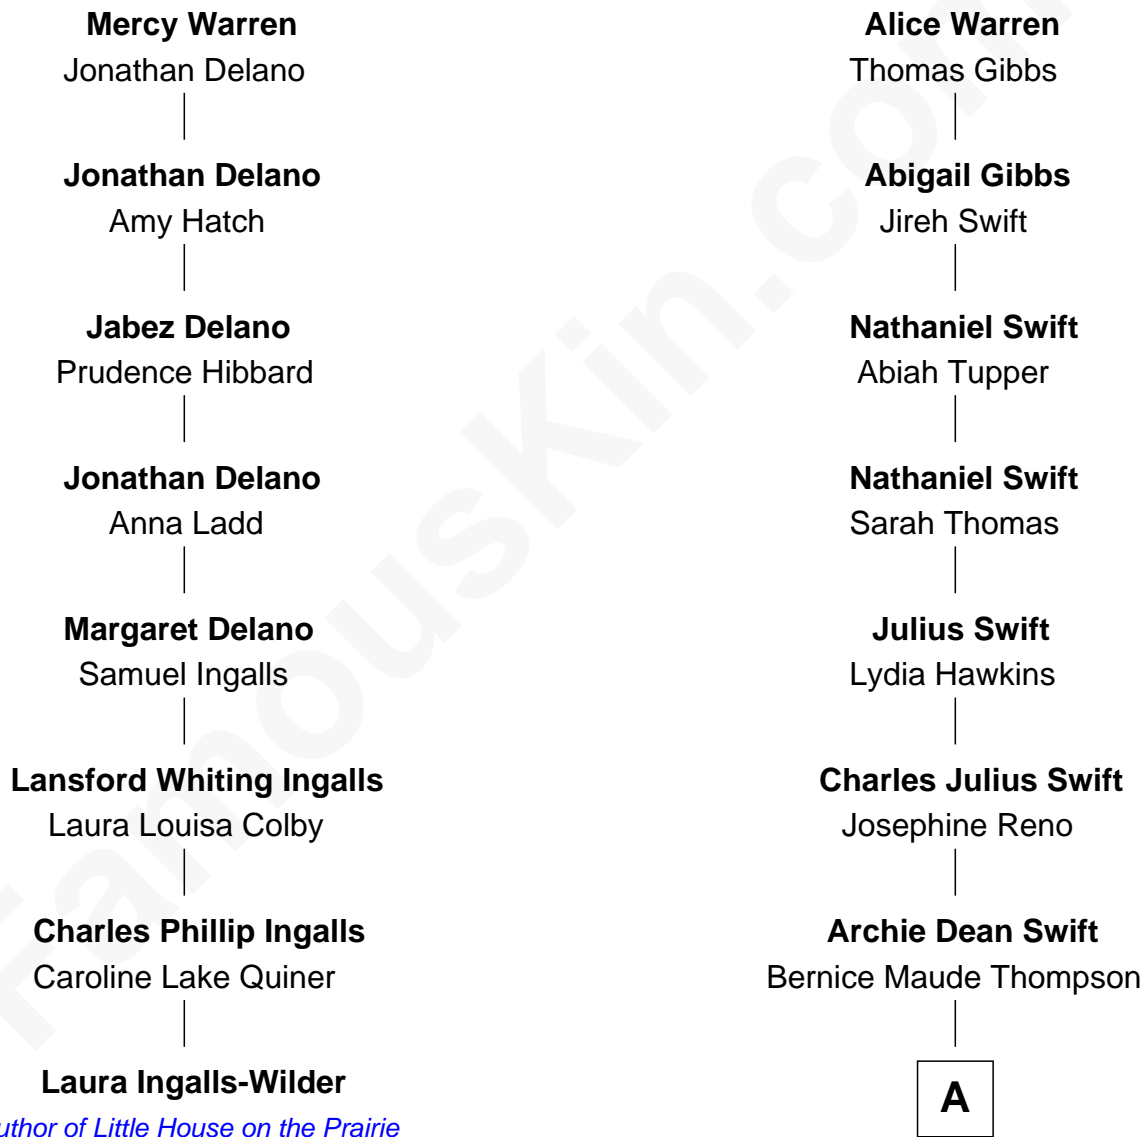 Mercy Warren
Jonathan Delano
Jonathan Delano
Amy Hatch
Jabez Delano
Prudence Hibbard
Jonathan Delano
Anna Ladd
Margaret Delano
Samuel Ingalls
Lansford Whiting Ingalls
Laura Louisa Colby
Charles Phillip Ingalls
Caroline Lake Quiner
Laura Ingalls-Wilder
uthor of Little House on the Prairie
Alice Warren
Thomas Gibbs
Abigail Gibbs
Jireh Swift
Nathaniel Swift
Abiah Tupper
Nathaniel Swift
Sarah Thomas
Julius Swift
Lydia Hawkins
Charles Julius Swift
Josephine Reno
Archie Dean Swift
Bernice Maude Thompson
A
FamousKin.com